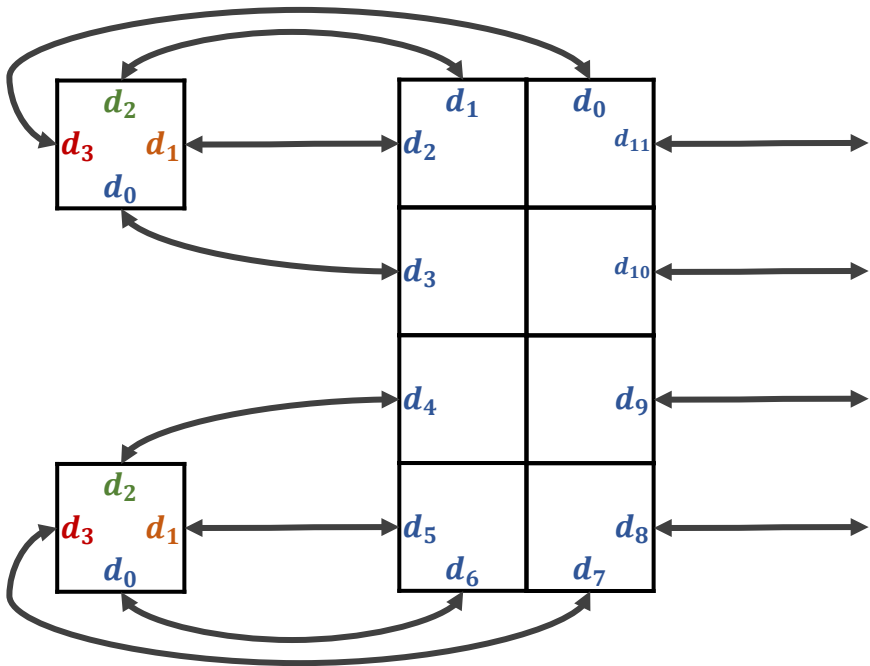 d₂
d₃ d₁
d₀
d₁ d₀
d₂ d₁₁
d₃ d₁₀
d₄ d₉
d₅ d₈
d₆ d₇
d₂
d₃ d₁
d₀